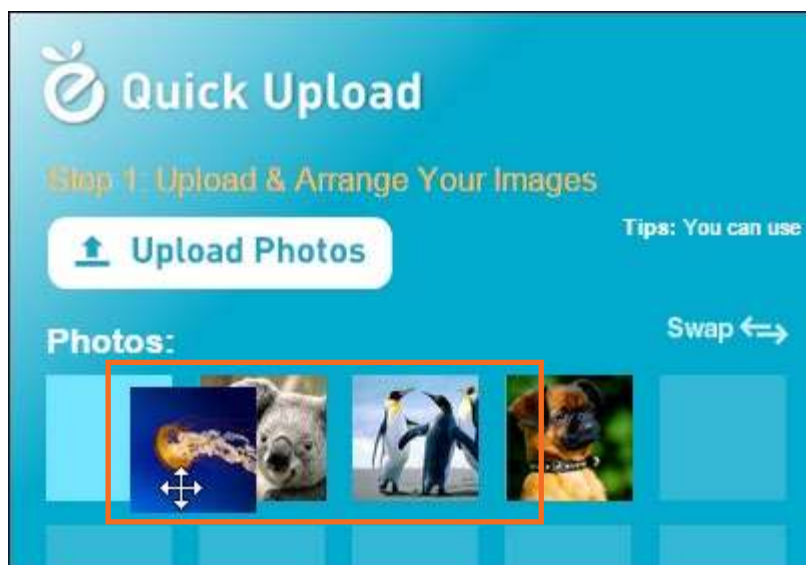 Quick Upload
Step 1: Upload & Arrange Your Images
Upload Photos
Tips: You can use
Photos:
Swap